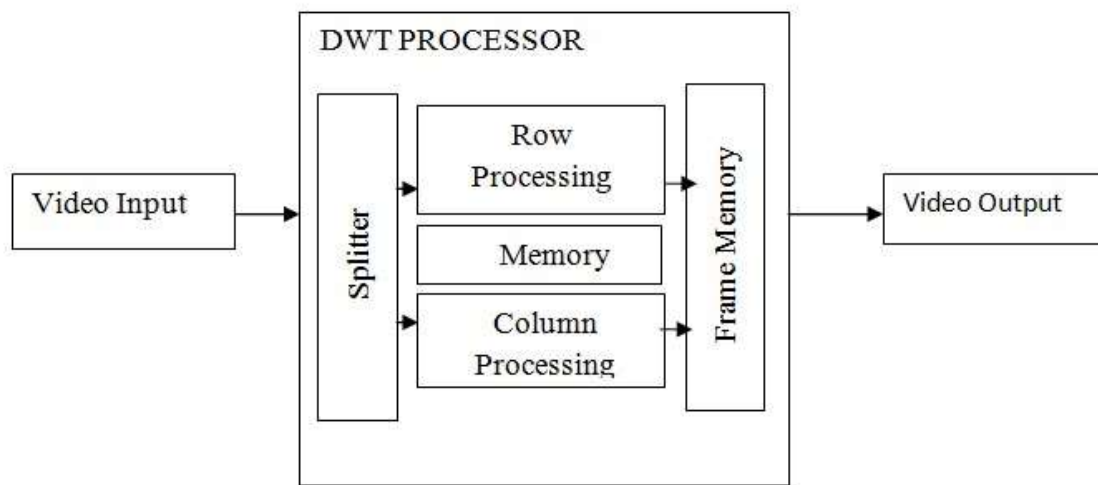 DWT PROCESSOR
Video Input
Splitter
Row
Processing
Memory
Column
Processing
Frame Memory
Video Output